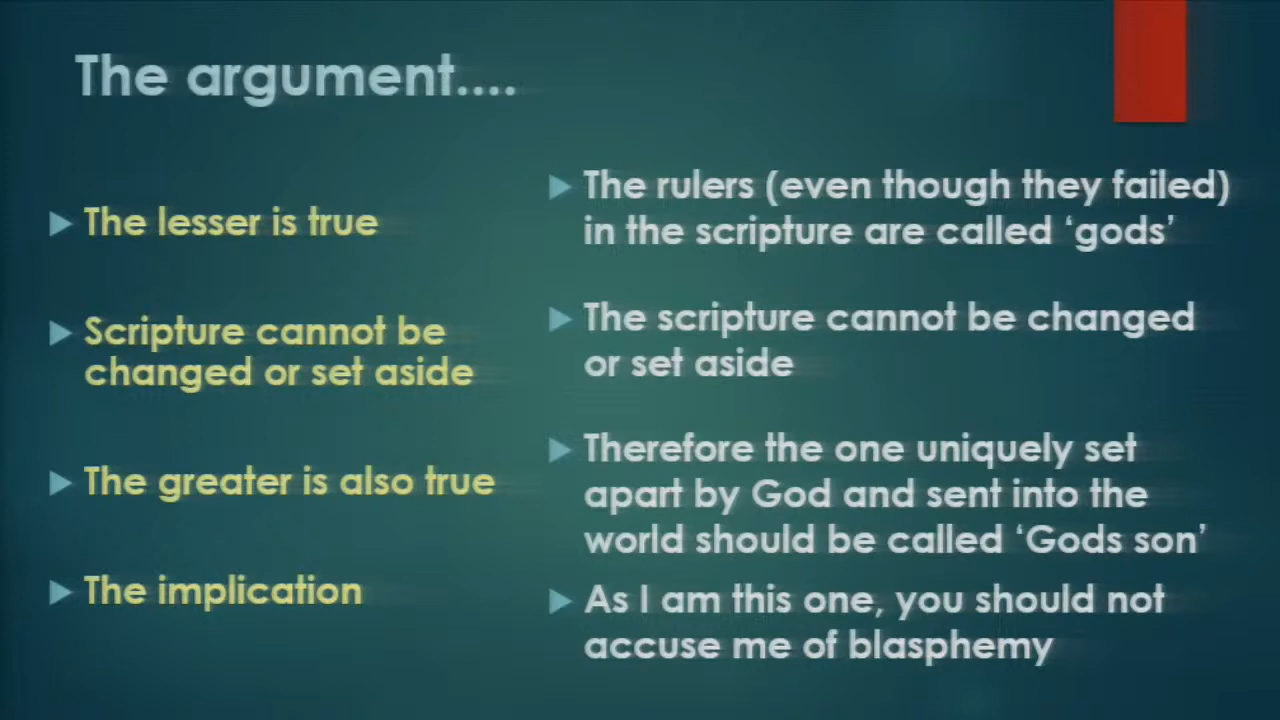 The argument....
The lesser is true
Scripture cannot be
changed or set aside
The greater is also true
The implication
The rulers (even though they failed)
in the scripture are called ‘gods’
The scripture cannot be changed
or set aside
Therefore the one uniquely set
apart by God and sent into the
world should be called ‘Gods son’
As I am this one, you should not
accuse me of blasphemy